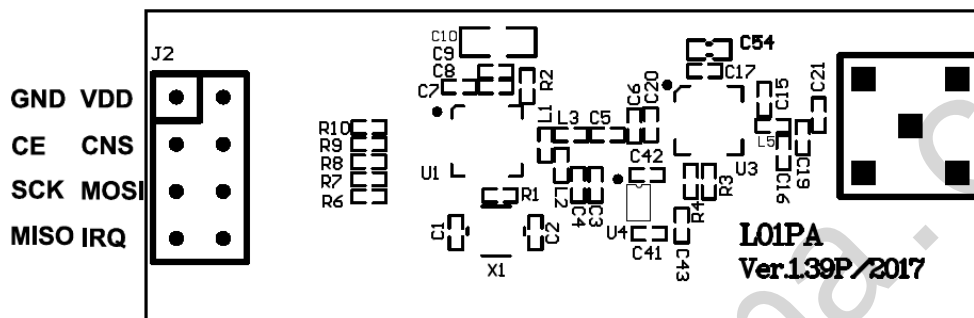 J2
GND VDD
CE CNS
SCK MOSI
MISO IRQ
C10
C9
C8
C7
R2
R10
R9
R8
R7
R6
U1
R1
C1
C2
X1
L1
L3 C5
L2
C4
C3
C6
C20
C42
U4
C41
C43
R4
R3
U3
C54
C17
C15
L5
C16
C19
C21
L01PA
Ver.1.39P/2017